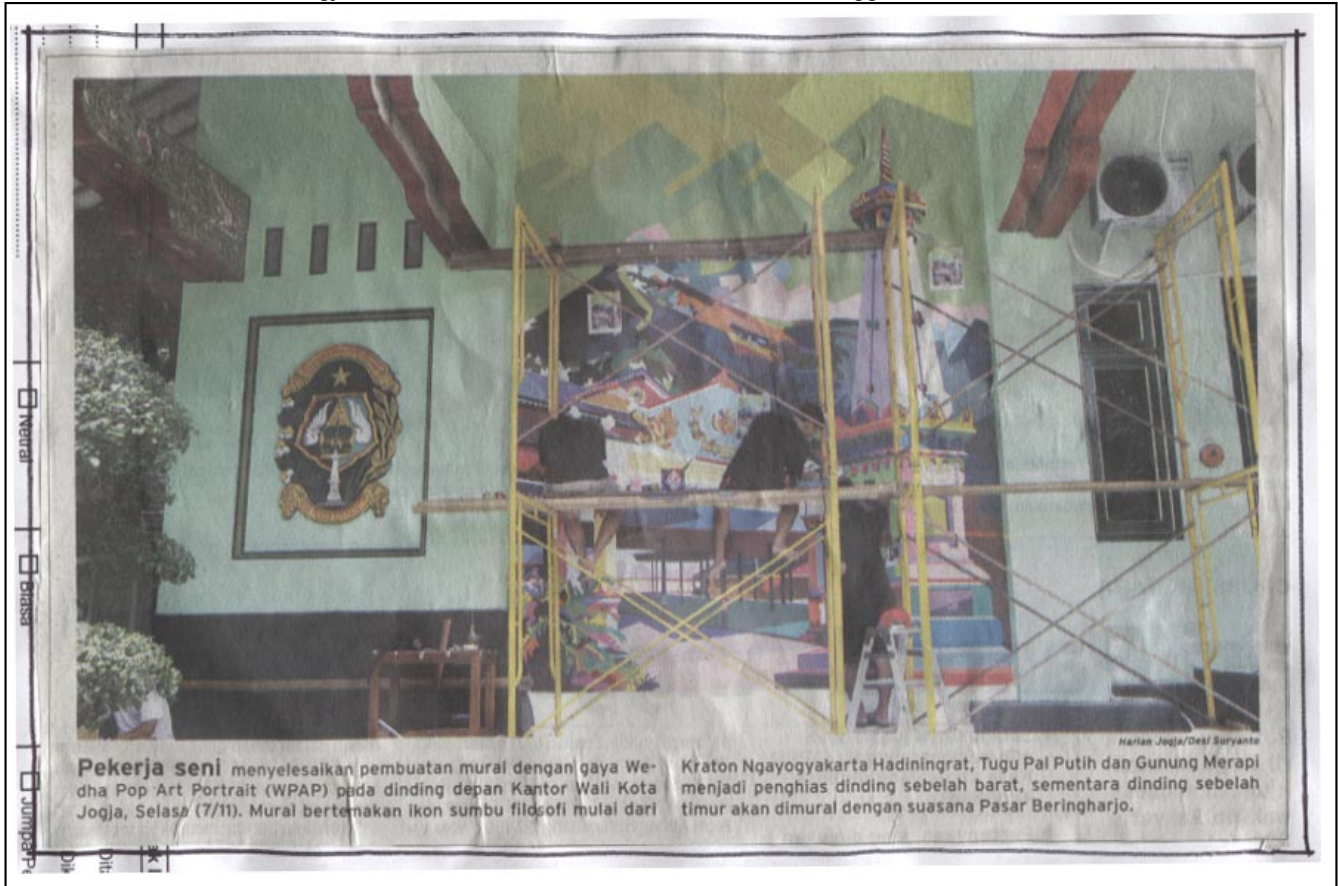 Netral
Biasa
Harian Jogja/Desi Suryanto
Pekerja seni menyelesaikan pembuatan mural dengan gaya We-
dha Pop Art Portrait (WPAP) pada dinding depan Kantor Wali Kota
Jogja, Selasa (7/11). Mural bertemakan ikon sumbu filosofi mulai dari
Kraton Ngayogyakarta Hadiningrat, Tugu Pal Putih dan Gunung Merapi
menjadi penghias dinding sebelah barat, sementara dinding sebelah
timur akan dimural dengan suasana Pasar Beringharjo.